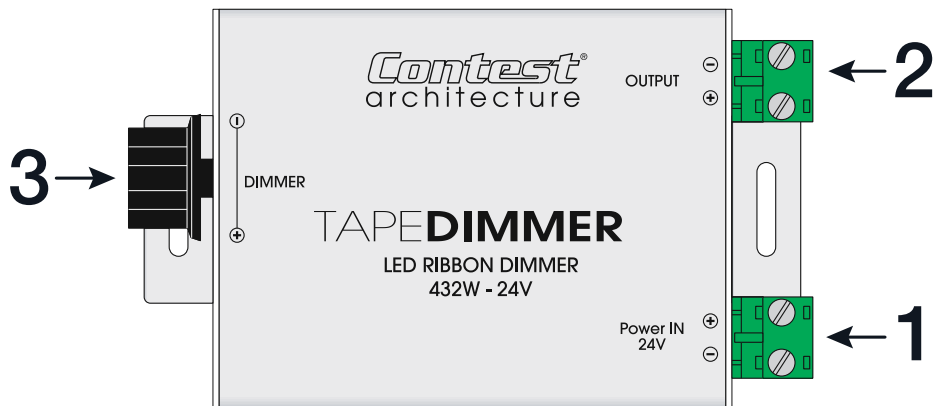 Contest®
architecture
OUTPUT
⊖
⊕
2
3
⊖
DIMMER
⊕
TAPEDIMMER
LED RIBBON DIMMER
432W - 24V
Power IN
24V
⊕
⊖
1